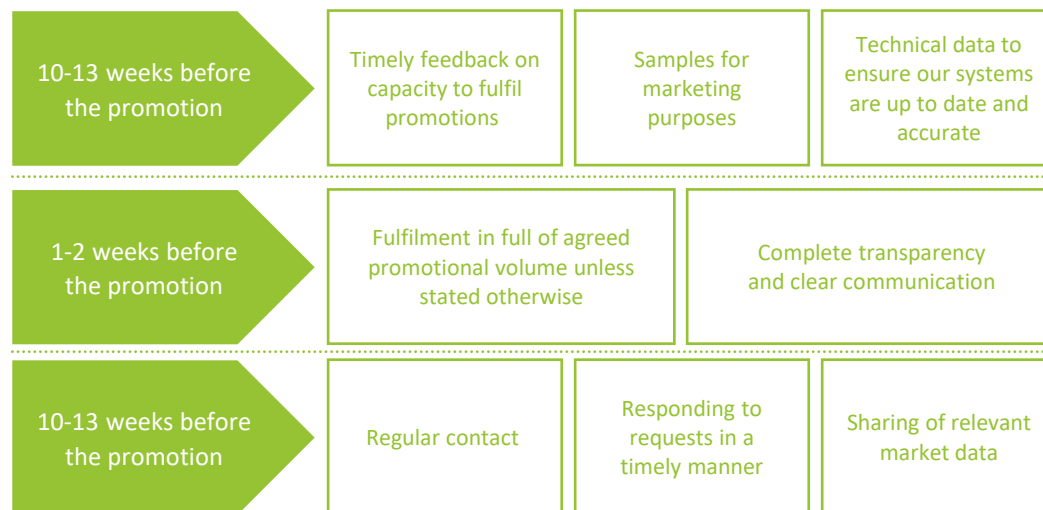 10-13 weeks before
the promotion
Timely feedback on
capacity to fulfil
promotions
Samples for
marketing
purposes
Technical data to
ensure our systems
are up to date and
accurate
1-2 weeks before
the promotion
Fulfilment in full of agreed
promotional volume unless
stated otherwise
Complete transparency
and clear communication
10-13 weeks before
the promotion
Regular contact
Responding to
requests in a
timely manner
Sharing of relevant
market data